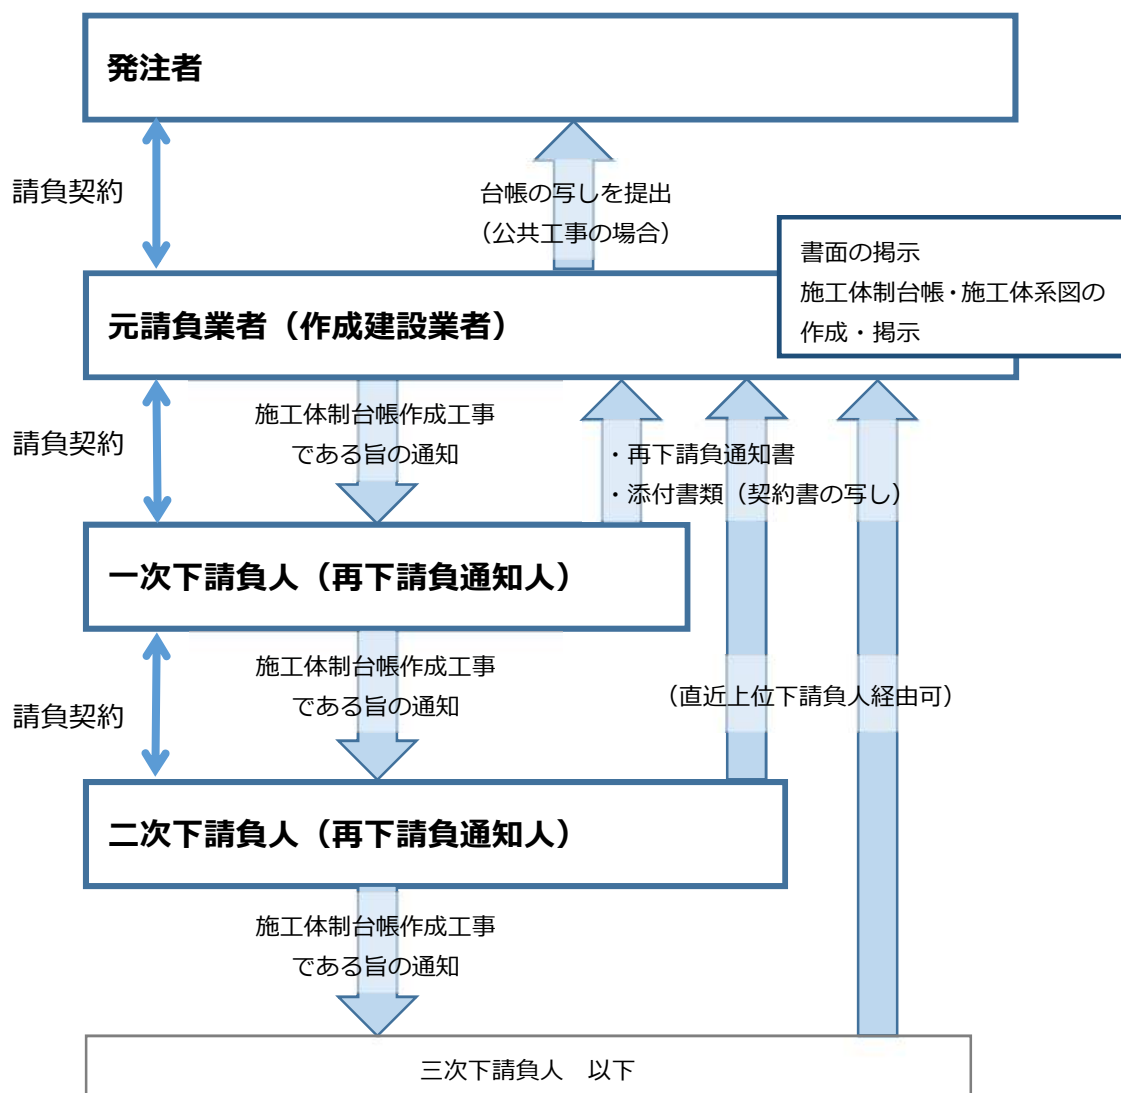 発注者
請負契約
台帳の写しを提出
（公共工事の場合）
書面の掲示
施工体制台帳・施工体系図の
作成・掲示
元請負業者（作成建設業者）
請負契約
施工体制台帳作成工事
である旨の通知
・再下請負通知書
・添付書類（契約書の写し）
一次下請負人（再下請負通知人）
請負契約
施工体制台帳作成工事
である旨の通知
（直近上位下請負人経由可）
二次下請負人（再下請負通知人）
施工体制台帳作成工事
である旨の通知
三次下請負人　以下